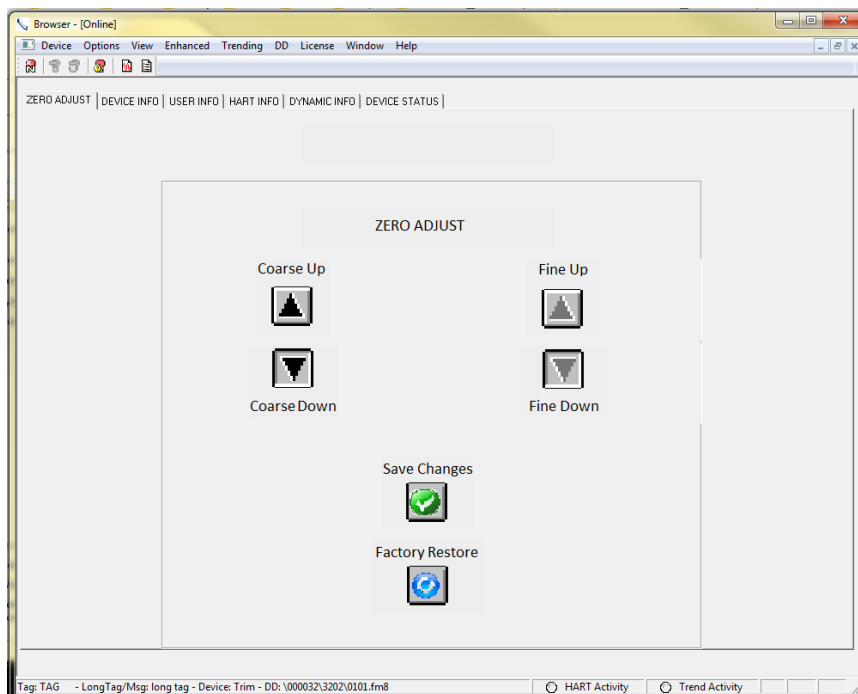 Browser - [Online]
Device Options View Enhanced Trending DD License Window Help
ZERO ADJUST DEVICE INFO USER INFO HART INFO DYNAMIC INFO DEVICE STATUS
ZERO ADJUST
Coarse Up Fine Up
Coarse Down Fine Down
Save Changes
Factory Restore
Tag: TAG - LongTag/Msg: long tag - Device: Trim - DD: \000032\3202\0101.fm8 HART Activity Trend Activity